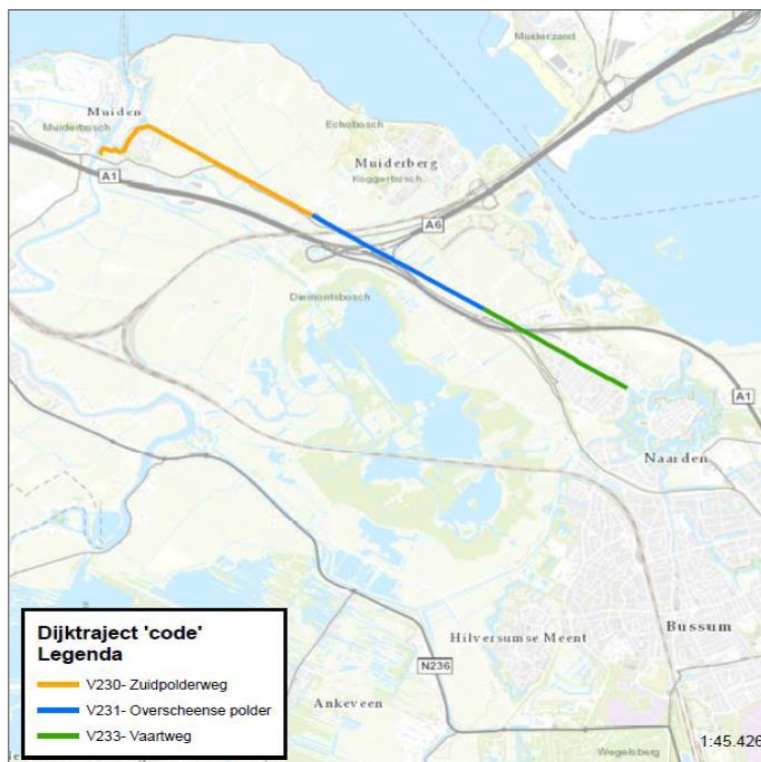 Muiderzand
Muiden
Muiderbosch
Echobosch
Muiderberg
Koggerbosch
A1
A6
Diemontsbosch
A1
Naarden
Dijktraject 'code'
Legenda
V230- Zuidpolderweg
V231- Overscheense polder
V233- Vaartweg
Hilversumse Meent
Bussum
N236
Ankeveen
1:45.426
Wegelsberg